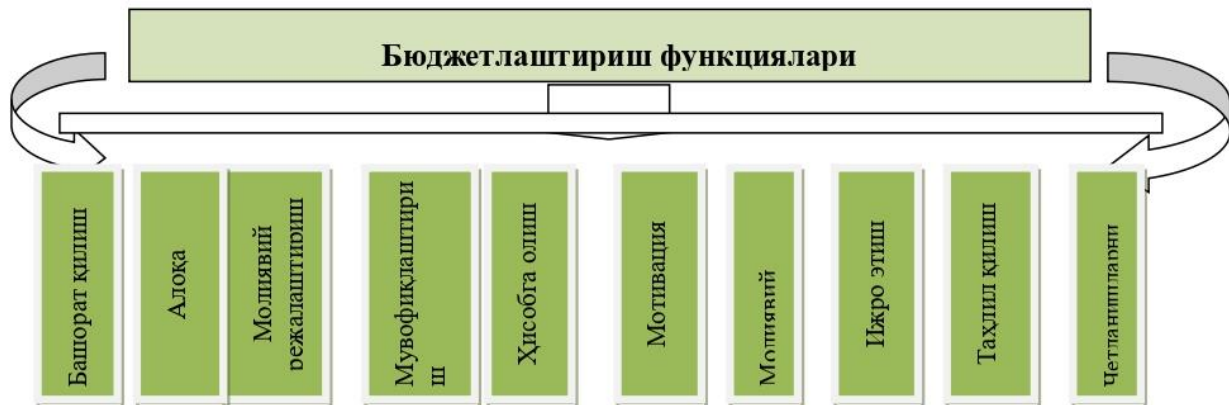 Бюджетлаштириш функциялари
Башорат қилиш
Алоқа
Молиявий
режалаштириш
Мувофиқлаштири
ш
Ҳисобга олиш
Мотивация
Молиявий
Ижро этиш
Таҳлил қилиш
Четланишларни